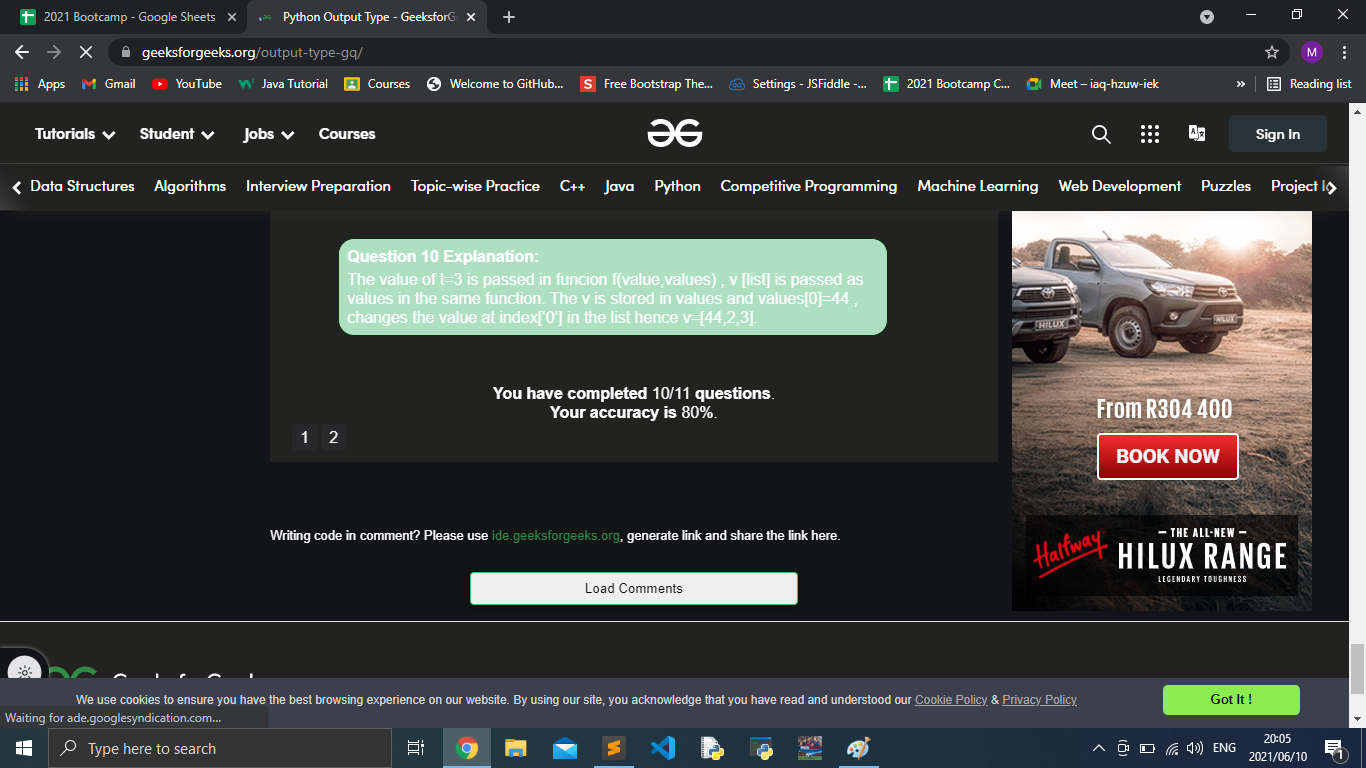 2021 Bootcamp - Google Sheets
Python Output Type - GeeksforG
geeksforgeeks.org/output-type-gq/
M
Apps
Gmail
YouTube
Java Tutorial
Courses
Welcome to GitHub...
Free Bootstrap The...
Settings - JSFiddle -...
2021 Bootcamp C...
Meet – iaq-hzuw-iek
»
Reading list
Tutorials
Student
Jobs
Courses
Sign In
Data Structures
Algorithms
Interview Preparation
Topic-wise Practice
C++
Java
Python
Competitive Programming
Machine Learning
Web Development
Puzzles
Project
Question 10 Explanation:
The value of t=3 is passed in funcion f(value,values) , v [list] is passed as
values in the same function. The v is stored in values and values[0]=44 ,
changes the value at index['0'] in the list hence v=[44,2,3].
You have completed 10/11 questions.
Your accuracy is 80%.
1 2
HILUX
HILUX
From R304 400
BOOK NOW
Halfway
– THE ALL-NEW –
HILUX RANGE
LEGENDARY TOUGHNESS
Writing code in comment? Please use ide.geeksforgeeks.org, generate link and share the link here.
Load Comments
We use cookies to ensure you have the best browsing experience on our website. By using our site, you acknowledge that you have read and understood our Cookie Policy & Privacy Policy
Got It !
Waiting for ade.googlesyndication.com...
Type here to search
ENG
20:05
2021/06/10
1